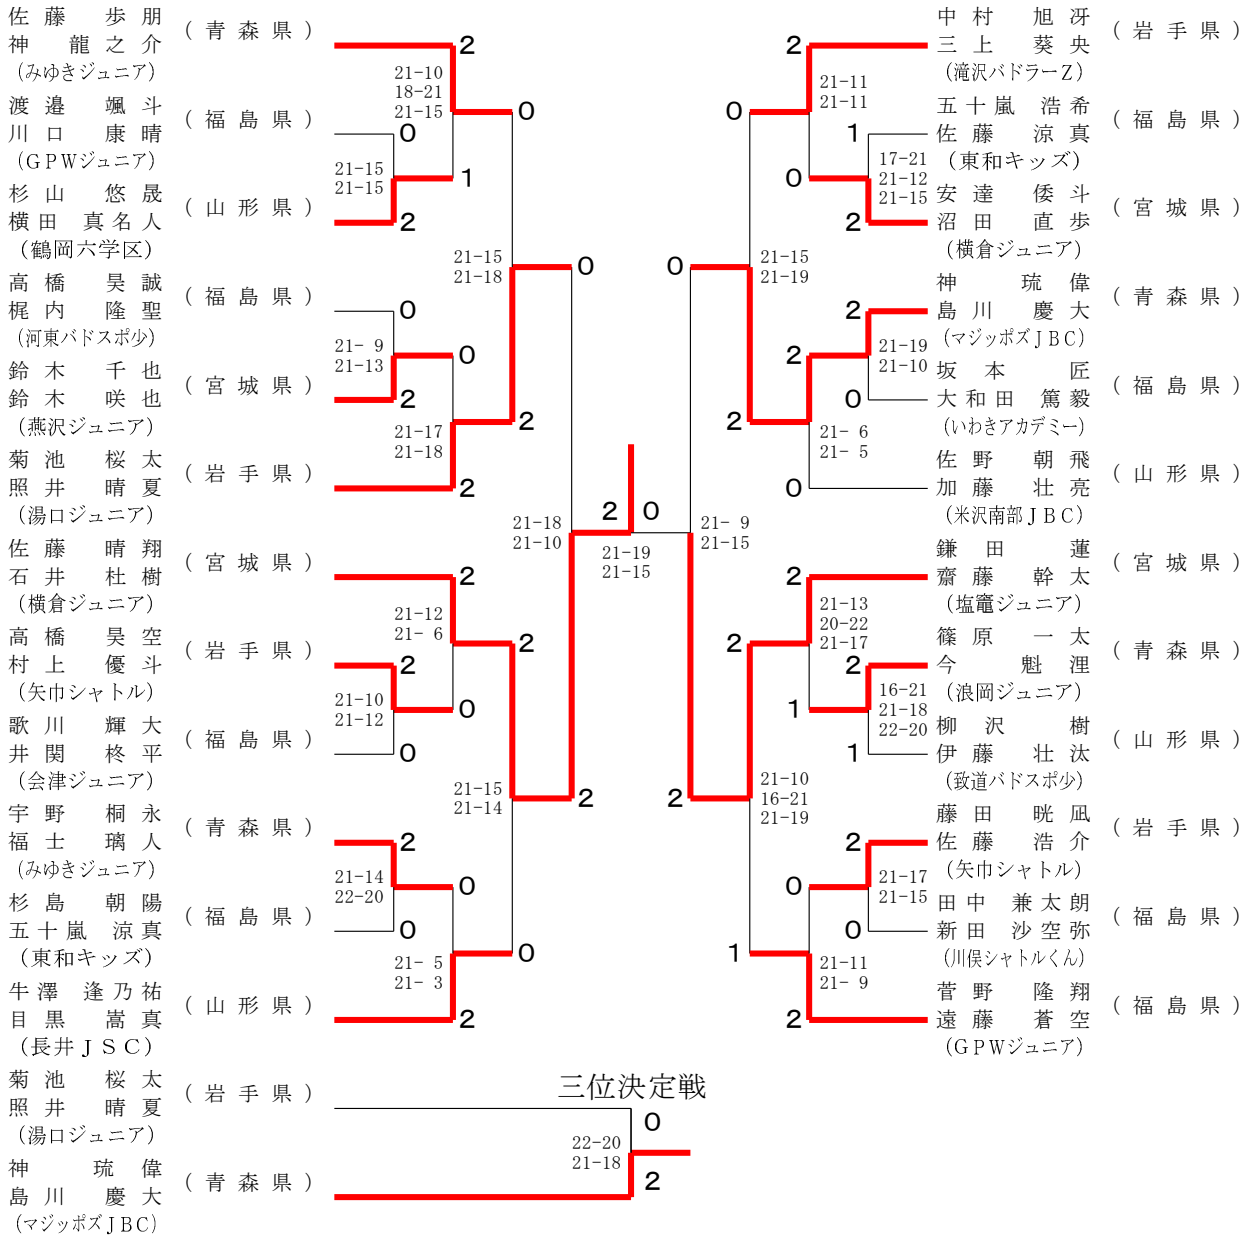 佐藤 歩朋
神 龍之介
(みゆきジュニア)
(青森県)
渡邉 颯斗
川口 康晴
(GPWジュニア)
(福島県)
杉山 悠晟
横田 真名人
(鶴岡六学区)
(山形県)
高橋 昊誠
梶内 隆聖
(河東バドスポ少)
(福島県)
鈴木 千也
鈴木 咲也
(燕沢ジュニア)
(宮城県)
菊池 桜太
照井 晴夏
(湯口ジュニア)
(岩手県)
佐藤 晴翔
石井 杜樹
(横倉ジュニア)
(宮城県)
高橋 昊空
村上 優斗
(矢巾シャトル)
(岩手県)
歌川 輝大
井関 柊平
(会津ジュニア)
(福島県)
宇野 桐永
福士 璃人
(みゆきジュニア)
(青森県)
杉島 朝陽
五十嵐 涼真
(東和キッズ)
(福島県)
牛澤 逢乃祐
目黒 嵩真
(長井JSC)
(山形県)
2
21-10
18-21
21-15
0
0
21-15
21-15
1
2
21-15
21-18
0
0
21- 9
21-13
0
2
2
21-17
21-18
2
21-18
21-10
2
21-12
21- 6
2
2
21-10
21-12
0
0
21-15
21-14
2
2
21-14
22-20
0
0
21- 5
21- 3
0
2
2 0
21-19
21-15
中村 旭冴
三上 葵央
(滝沢バドラーZ)
(岩手県)
五十嵐 浩希
佐藤 涼真
(東和キッズ)
(福島県)
安達 倭斗
沼田 直歩
(横倉ジュニア)
(宮城県)
神 琉偉
島川 慶大
(マジッポズJBC)
(青森県)
坂本 匠
大和田 篤毅
(いわきアカデミー)
(福島県)
佐野 朝飛
加藤 壮亮
(米沢南部JBC)
(山形県)
鎌田 蓮
齋藤 幹太
(塩竈ジュニア)
(宮城県)
篠原 一太
今 魁浬
(浪岡ジュニア)
(青森県)
柳沢 樹
伊藤 壮汰
(致道バドスポ少)
(山形県)
藤田 晄凪
佐藤 浩介
(矢巾シャトル)
(岩手県)
田中 兼太朗
新田 沙空弥
(川俣シャトルくん)
(福島県)
菅野 隆翔
遠藤 蒼空
(GPWジュニア)
(福島県)
2
21-11
21-11
0
1
17-21
21-12
21-15
0
2
0
21-15
21-19
2
21-19
21-10
2
0
2
21- 6
21- 5
0
21- 9
21-15
2
21-13
20-22
21-17
2
2
16-21
21-18
22-20
1
1
2
21-10
16-21
21-19
2
21-17
21-15
0
0
1
21-11
21- 9
2
三位決定戦
菊池 桜太
照井 晴夏
(湯口ジュニア)
(岩手県)
神 琉偉
島川 慶大
(マジッポズJBC)
(青森県)
0
22-20
21-18
2